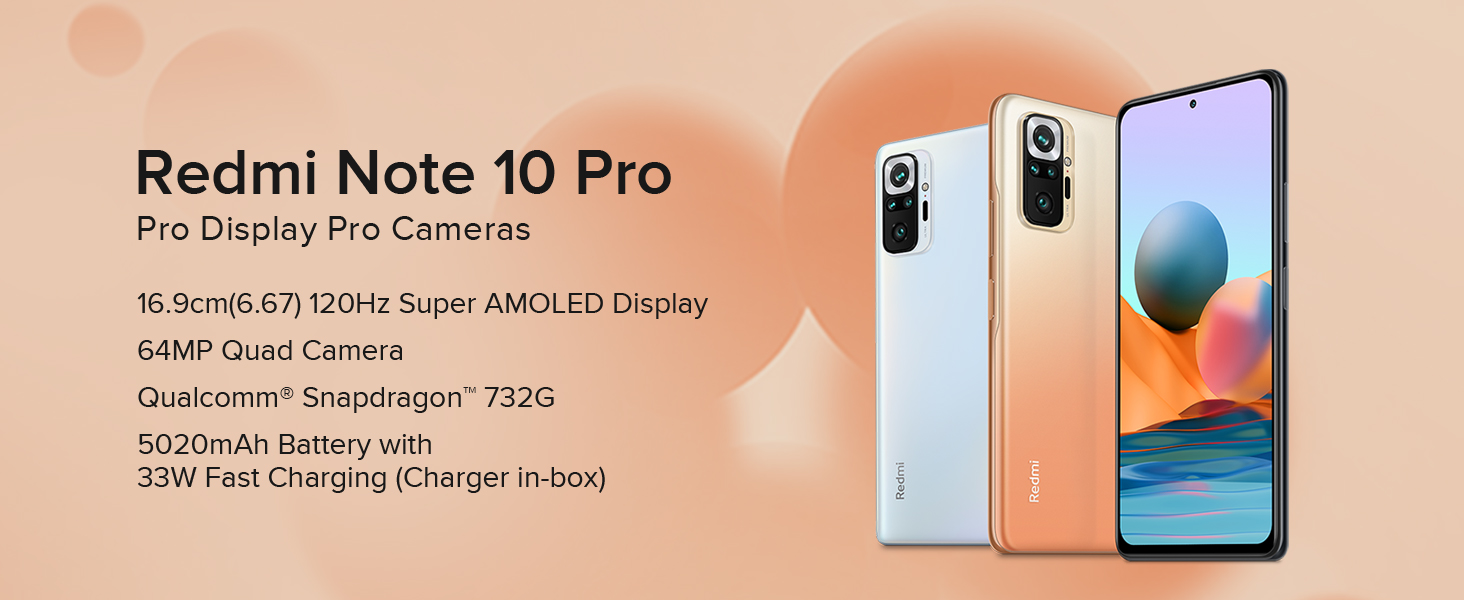 Redmi Note 10 Pro
Pro Display Pro Cameras
16.9cm(6.67) 120Hz Super AMOLED Display
64MP Quad Camera
Qualcomm® Snapdragon™ 732G
5020mAh Battery with
33W Fast Charging (Charger in-box)
Redmi
Redmi